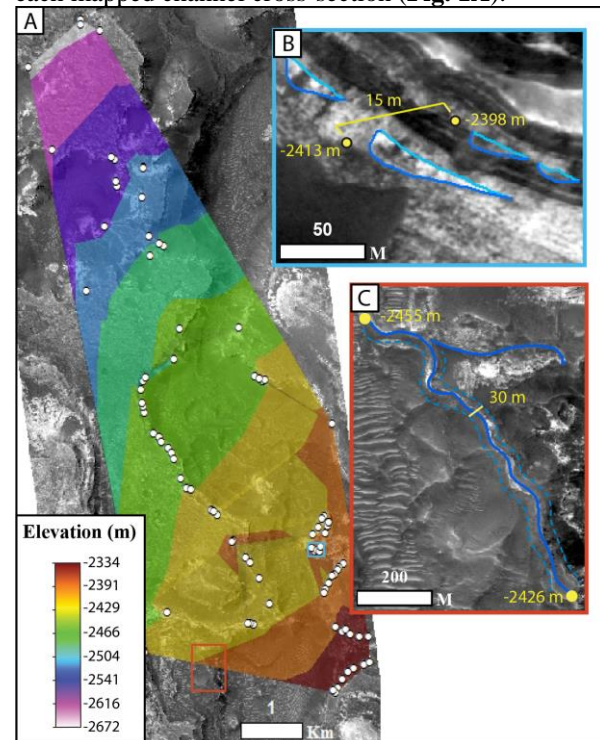 each mapped channel cross-section (Fig. 2A).
A
B
15 m
-2398 m
-2413 m
50
M
C
-2455 m
30 m
200
M
-2426 m
Elevation (m)
-2334
-2391
-2429
-2466
-2504
-2541
-2616
-2672
1
Km